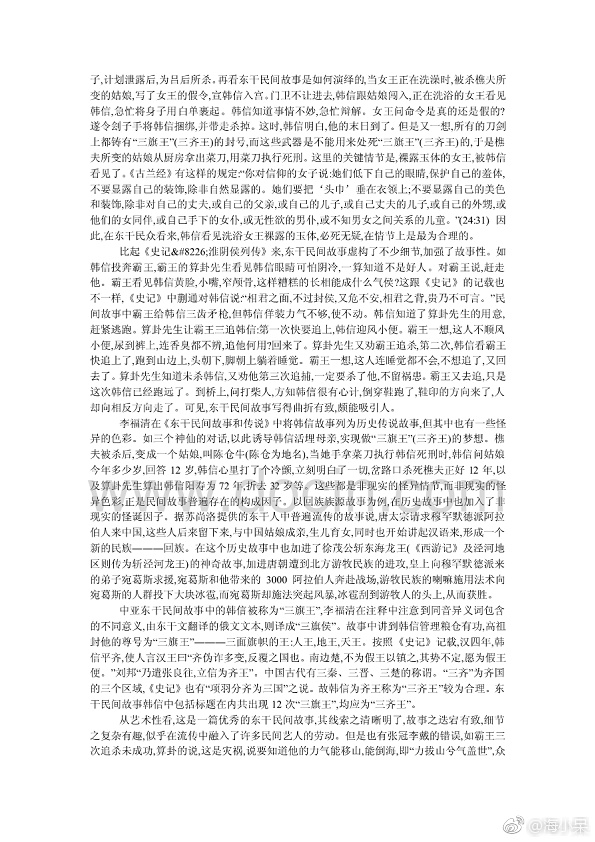 子,计划泄露后,为吕后所杀。再看东干民间故事是如何演绎的,当女王正在洗澡时,被杀樵夫所
变的姑娘,写了女王的假令,宣韩信入宫。门卫不让进去,韩信跟姑娘闯入,正在洗浴的女王看见
韩信,急忙将身子用白单裹起。韩信知道事情不妙,急忙辩解。女王问命令是真的还是假的?
遂令刽子手将韩信捆绑,并带走杀掉。这时,韩信明白,他的末日到了。但是又一想,所有的刀剑
上都铸有“三旗王”(三齐王)的封号,而这些武器是不能用来处死“三旗王”(三齐王)的,于是樵
夫所变的姑娘从厨房拿出菜刀,用菜刀执行死刑。这里的关键情节是,裸露玉体的女王,被韩信
看见了。《古兰经》有这样的规定:“你对信仰的女子说:她们低下自己的眼睛,保护自己的羞体,
不要显露自己的装饰,除非自然显露的。她们要把‘头巾’垂在衣领上;不要显露自己的美色
和装饰,除非对自己的丈夫,或自己的父亲,或自己的儿子,或自己丈夫的儿子,或自己的外甥,或
他们的女同伴,或自己手下的女仆,或无性欲的男仆,或不知男女之间关系的儿童。”(24:31) 因
此,在东干民众看来,韩信看见洗浴女王裸露的玉体,必死无疑,在情节上是最为合理的。
比起《史记&#8226;淮阴侯列传》来,东干民间故事虚构了不少细节,加强了故事性。如
韩信投奔霸王,霸王的算卦先生看见韩信眼睛可怕阴冷,一算知道不是好人。对霸王说,赶走
他。霸王看见韩信黄脸,小嘴,窄颅骨,这样糟糕的长相能成什么气侯?这跟《史记》的记载也
不一样,《史记》中蒯通对韩信说:“相君之面,不过封侯,又危不安,相君之背,贵乃不可言。”民
间故事中霸王给韩信三齿矛枪,但韩信佯装力气不够,使不动。韩信知道了算卦先生的用意,
赶紧逃跑。算卦先生让霸王三追韩信:第一次快要追上,韩信迎风小便。霸王一想,这人不顺风
小便,尿到裤上,连香臭都不辨,追他何用?回来了。算卦先生又劝霸王追杀,第二次,韩信看霸王
快追上了,跑到山边上,头朝下,脚朝上躺着睡觉。霸王一想,这人连睡觉都不会,不想追了,又回
去了。算卦先生知道未杀韩信,又劝他第三次追捕,一定要杀了他,不留祸患。霸王又去追,只是
这次韩信已经跑远了。到桥上,问打柴人,方知韩信很有心计,倒穿鞋跑了,鞋印的方向来了,人
却向相反方向走了。可见,东干民间故事写得曲折有致,颇能吸引人。
李福清在《东干民间故事和传说》中将韩信故事列为历史传说故事,但其中也有一些怪
异的色彩。如三个神仙的对话,以此诱导韩信活埋母亲,实现做“三旗王”(三齐王)的梦想。樵
夫被杀后,变成一个姑娘,叫陈仓牛(陈仓为地名),当她手拿菜刀执行韩信死刑时,韩信问姑娘
今年多少岁,回答 12 岁,韩信心里打了个冷颤,立刻明白了一切,岔路口杀死樵夫正好 12 年,以
及算卦先生算出韩信阳寿为 72 年,折去 32 岁等。这些都是非现实的怪异情节,而非现实的怪
异色彩,正是民间故事普遍存在的构成因子。以回族族源故事为例,在历史故事中也加入了非
现实的怪诞因子。据苏尚洛提供的东干人中普遍流传的故事说,唐太宗请求穆罕默德派阿拉
伯人来中国,这些人后来留下来,与中国姑娘成亲,生儿育女,同时也开始讲起汉语来,形成一个
新的民族———回族。在这个历史故事中也加进了徐茂公斩东海龙王(《西游记》及泾河地
区则传为斩泾河龙王)的神奇故事,加进唐朝遭到北方游牧民族的进攻,皇上向穆罕默德派来
的弟子宛葛斯求援,宛葛斯和他带来的 3000 阿拉伯人奔赴战场,游牧民族的喇嘛施用法术向
宛葛斯的人群投下大块冰雹,而宛葛斯却施法突起风暴,冰雹刮到游牧人的头上,从而获胜。
中亚东干民间故事中的韩信被称为“三旗王”,李福清在注释中注意到同音异义词包含
的不同意义,由东干文翻译的俄文文本,则译成“三旗侯”。故事中讲到韩信管理粮仓有功,高祖
封他的尊号为“三旗王”———三面旗帜的王:人王,地王,天王。按照《史记》记载,汉四年,韩
信平齐,使人言汉王曰“齐伪诈多变,反覆之国也。南边楚,不为假王以镇之,其势不定,愿为假王
便。”刘邦“乃遣张良往,立信为齐王”。中国古代有三秦、三晋、三楚的称谓。“三齐”为齐国
的三个区域,《史记》也有“项羽分齐为三国”之说。故韩信为齐王称为“三齐王”较为合理。东
干民间故事韩信中包括标题在内共出现 12 次“三旗王”,均应为“三齐王”。
从艺术性看,这是一篇优秀的东干民间故事,其线索之清晰明了,故事之迭宕有致,细节
之复杂有趣,似乎在流传中融入了许多民间艺人的劳动。但是也有张冠李戴的错误,如霸王三
次追杀未成功,算卦的说,这是灾祸,说要知道他的力气能移山,能倒海,即“力拔山兮气盖世”,众